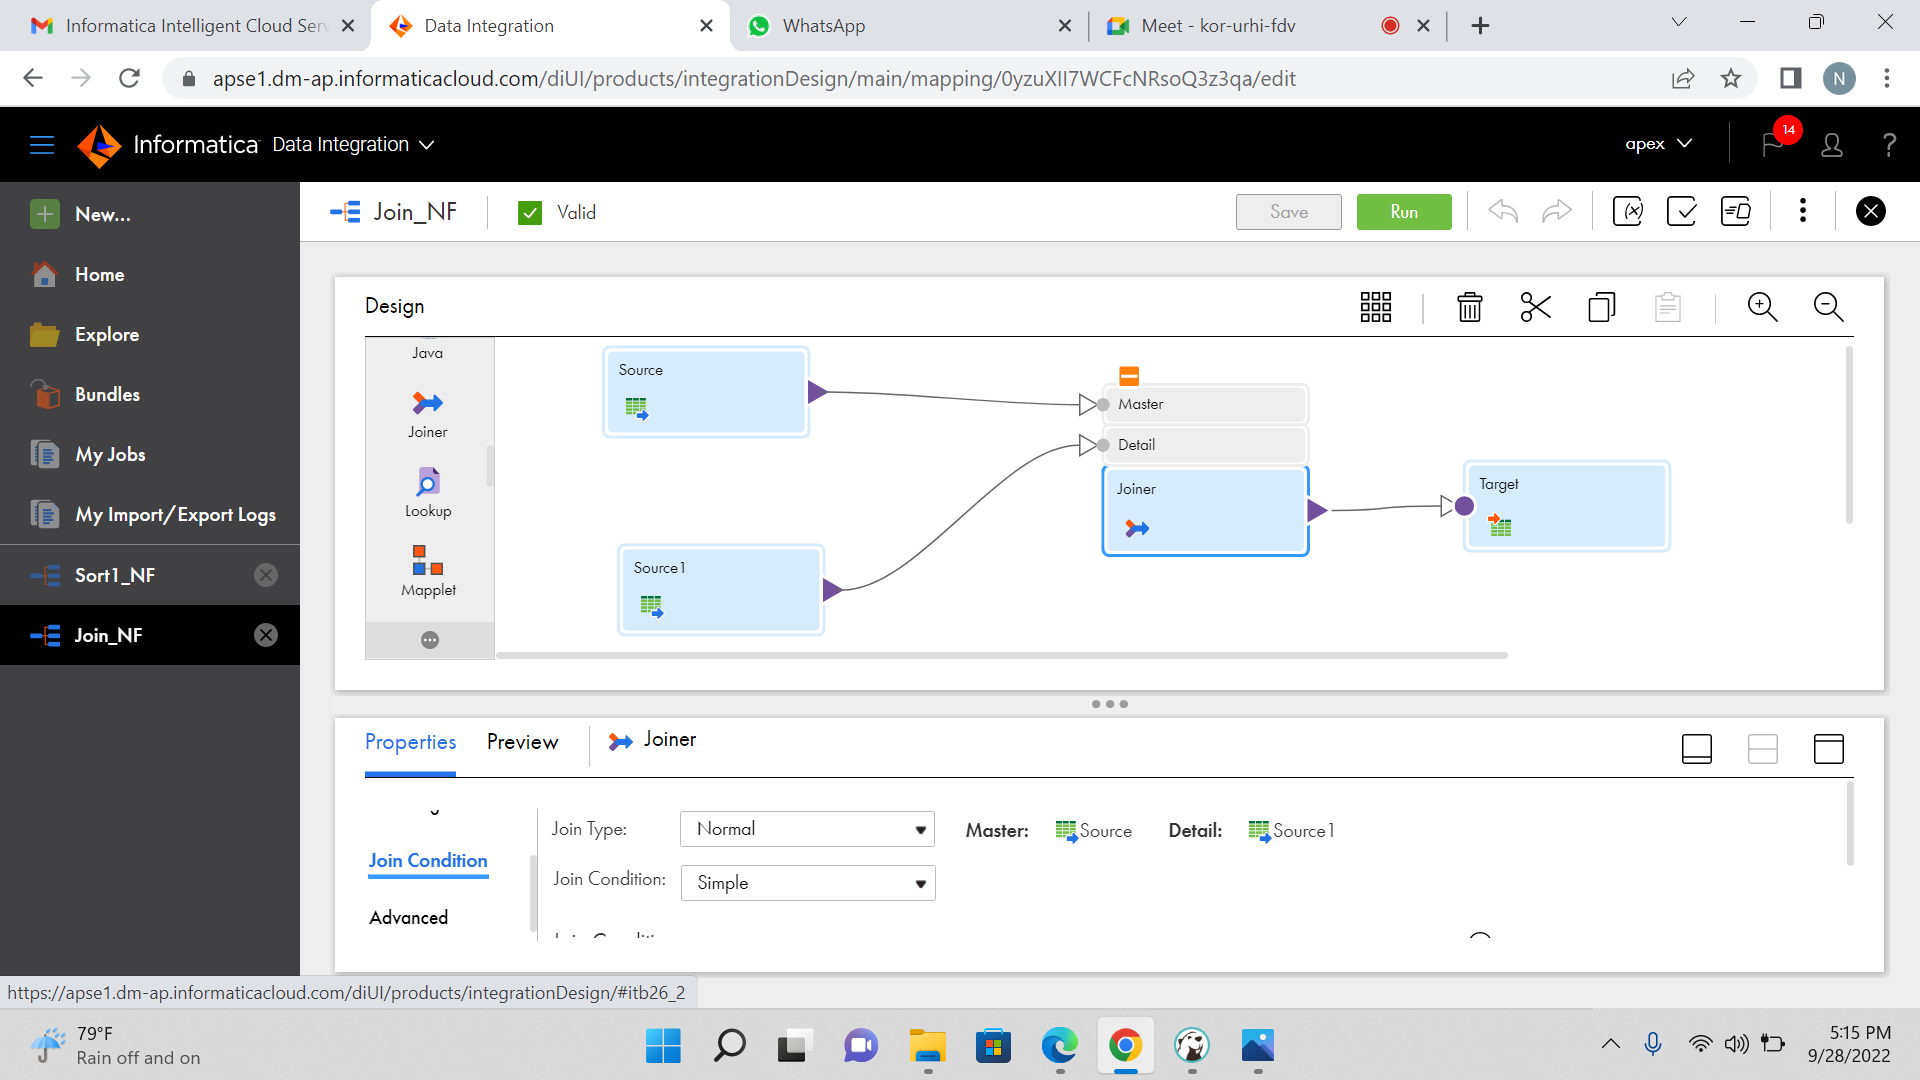 Informatica Intelligent Cloud Serv
Data Integration
WhatsApp
Meet - kor-urhi-fdv
apse1.dm-ap.informaticacloud.com/diUI/products/integrationDesign/main/mapping/0yzuXII7WCFcNRsoQ3z3qa/edit
N
Informatica Data Integration
apex
14
?
New...
Home
Explore
Bundles
My Jobs
My Import/Export Logs
Sort1_NF
Join_NF
Join_NF
Valid
Save
Run
Design
Java
Joiner
Lookup
Mapplet
Source
Source1
Master
Detail
Joiner
Target
Properties
Preview
Joiner
Join Condition
Advanced
Join Type: Normal
Master: Source
Detail: Source1
Join Condition: Simple
https://apse1.dm-ap.informaticacloud.com/diUI/products/integrationDesign/#itb26_2
79°F
Rain off and on
5:15 PM
9/28/2022